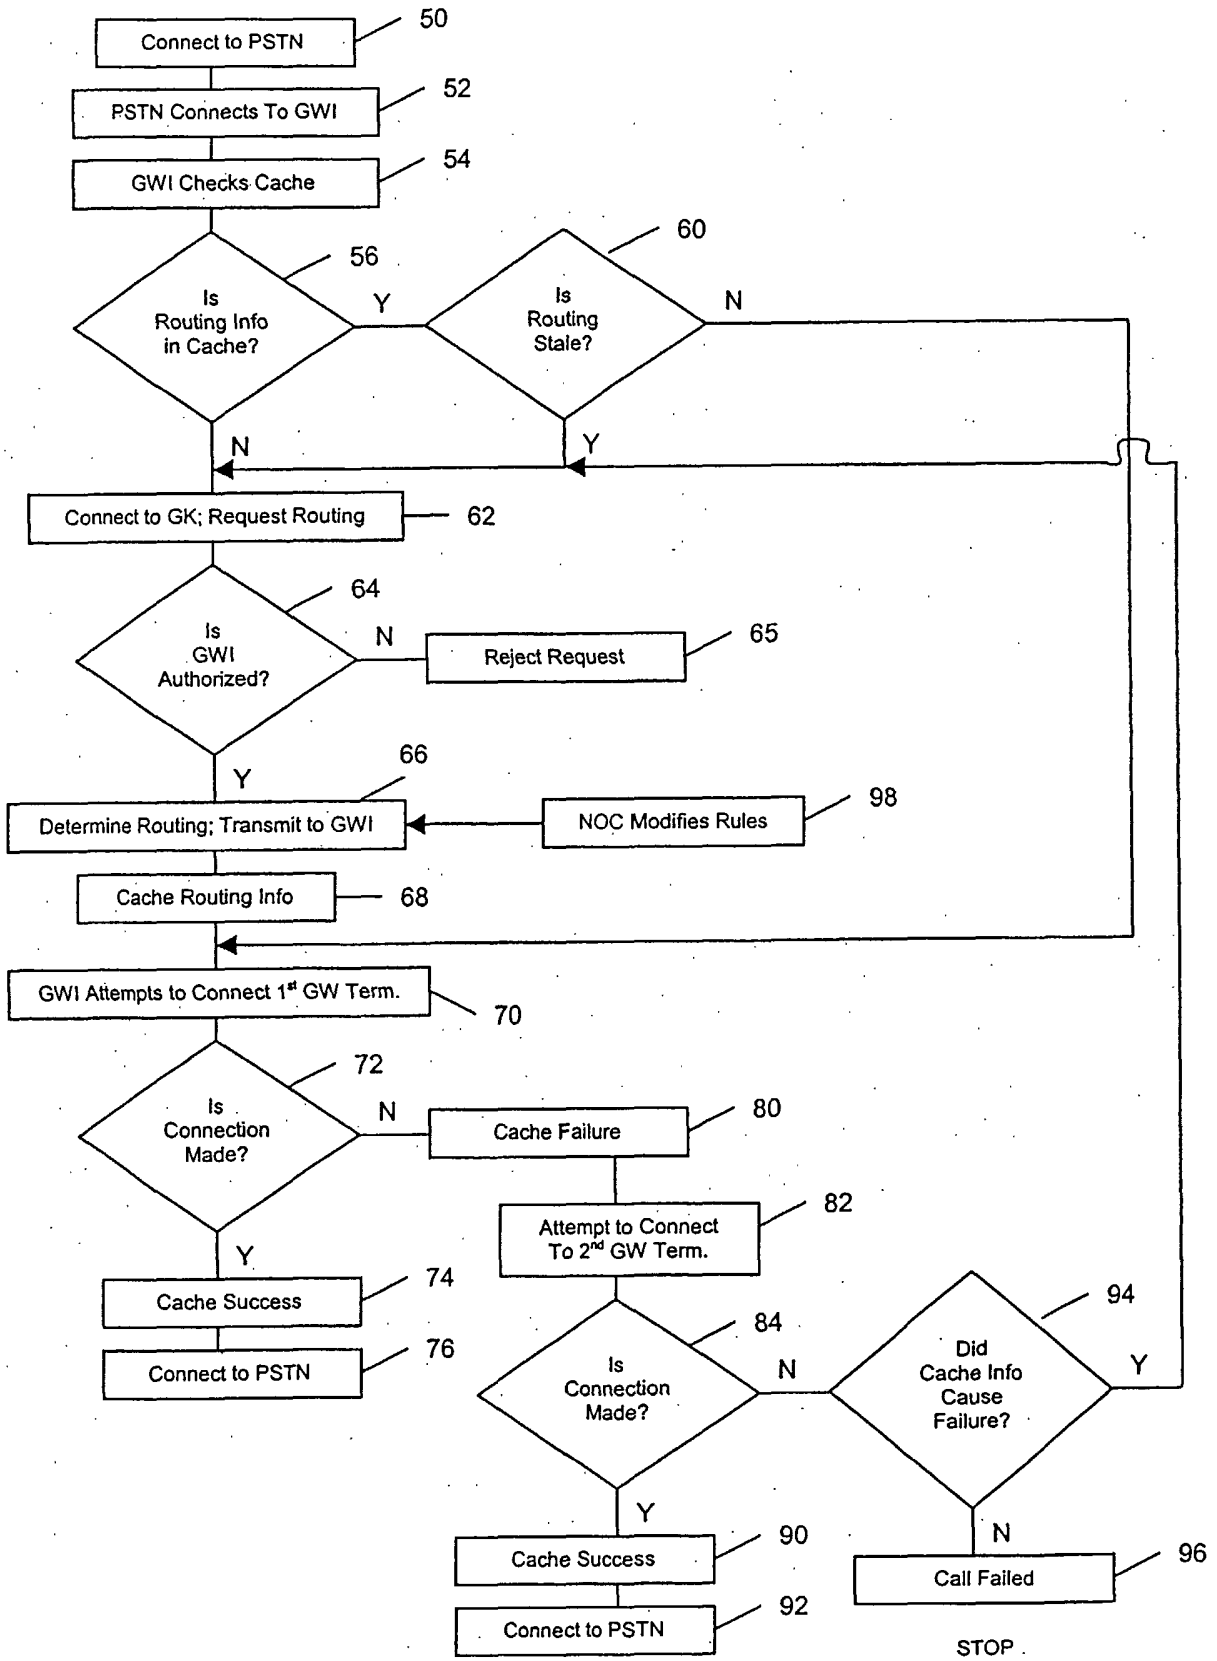 50
Connect to PSTN
52
PSTN Connects To GWI
54
GWI Checks Cache
56
Is
Routing Info
in Cache?
Y
60
Is
Routing
Stale?
N
N
Y
Connect to GK; Request Routing
62
64
Is
GWI
Authorized?
N
Reject Request
65
Y
66
Determine Routing; Transmit to GWI
NOC Modifies Rules
98
Cache Routing Info
68
GWI Attempts to Connect 1st GW Term.
70
72
Is
Connection
Made?
N
Cache Failure
80
Attempt to Connect
To 2nd GW Term.
82
Y
Cache Success
74
Connect to PSTN
76
84
Is
Connection
Made?
N
94
Did
Cache Info
Cause
Failure?
Y
Y
Cache Success
90
Connect to PSTN
92
N
Call Failed
96
STOP